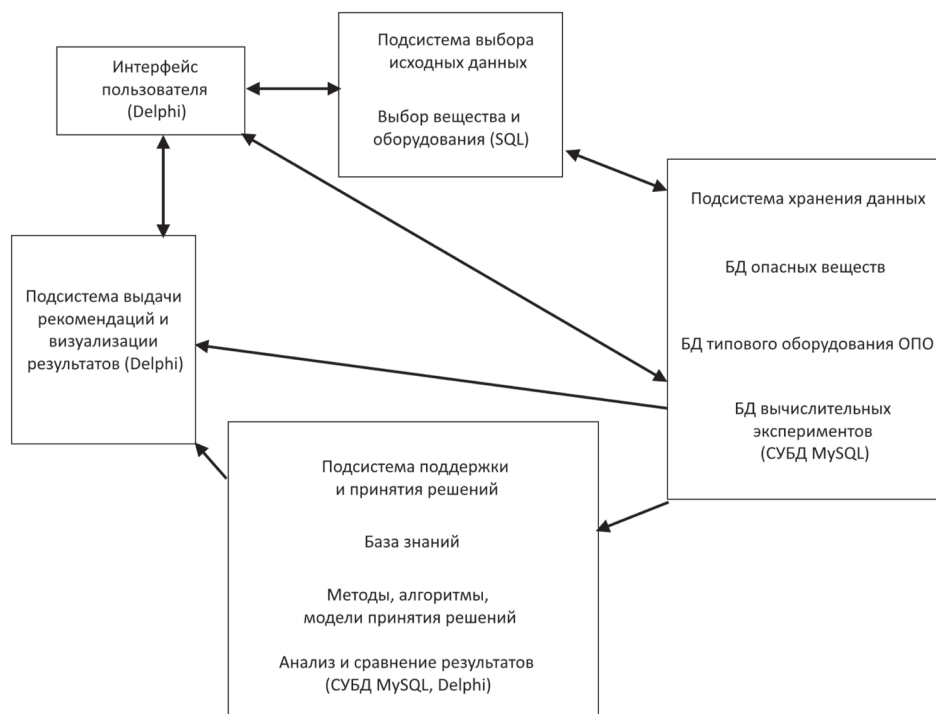 Интерфейс
пользователя
(Delphi)
Подсистема выбора
исходных данных
Выбор вещества и
оборудования (SQL)
Подсистема хранения данных
БД опасных веществ
БД типового оборудования ОПО
БД вычислительных
экспериментов
(СУБД MySQL)
Подсистема выдачи
рекомендаций и
визуализации
результатов (Delphi)
Подсистема поддержки
и принятия решений
База знаний
Методы, алгоритмы,
модели принятия решений
Анализ и сравнение результатов
(СУБД MySQL, Delphi)